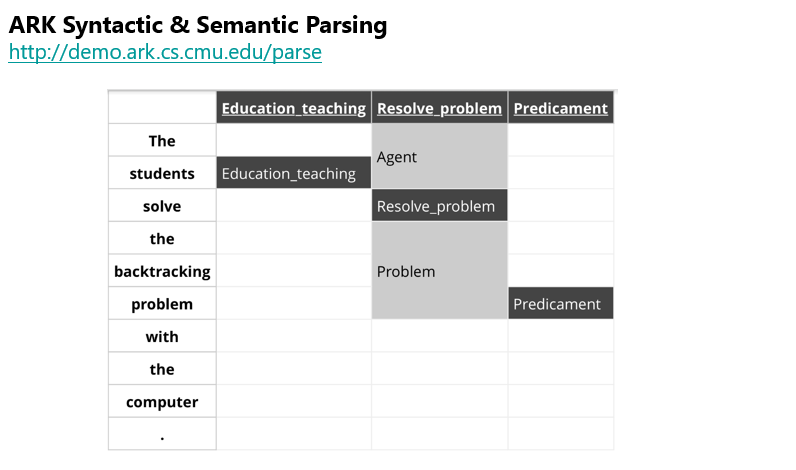 ARK Syntactic & Semantic Parsing
http://demo.ark.cs.cmu.edu/parse
Education_teaching Resolve_problem Predicament
The
Agent
students Education_teaching
solve Resolve_problem
the
backtracking Problem
problem Predicament
with
the
computer
.